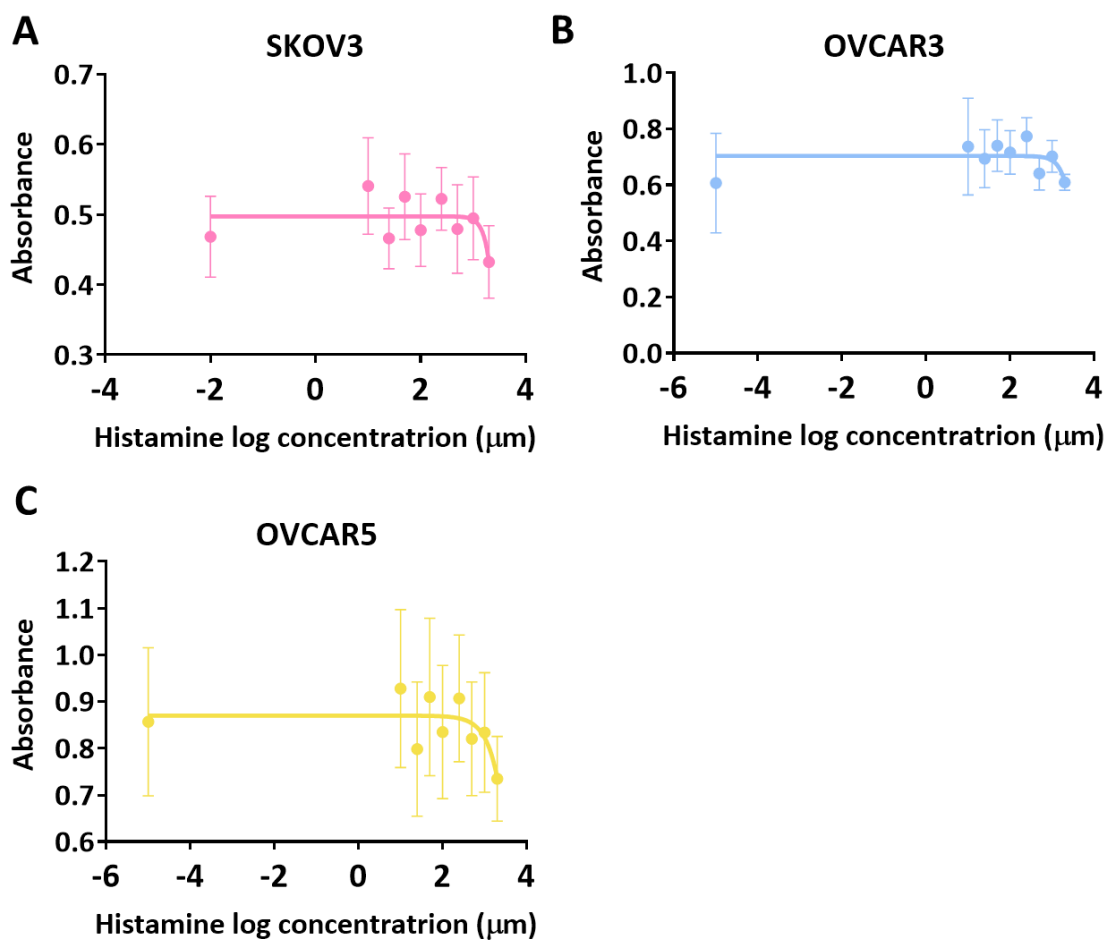 A
SKOV3
Absorbance
0.7
0.6
0.5
0.4
0.3
-4
-2
0
2
4
Histamine log concentratrion (μm)
B
OVCAR3
Absorbance
1.0
0.8
0.6
0.4
0.2
0.0
-6
-4
-2
0
2
4
Histamine log concentratrion (μm)
C
OVCAR5
Absorbance
1.2
1.1
1.0
0.9
0.8
0.7
0.6
-6
-4
-2
0
2
4
Histamine log concentratrion (μm)